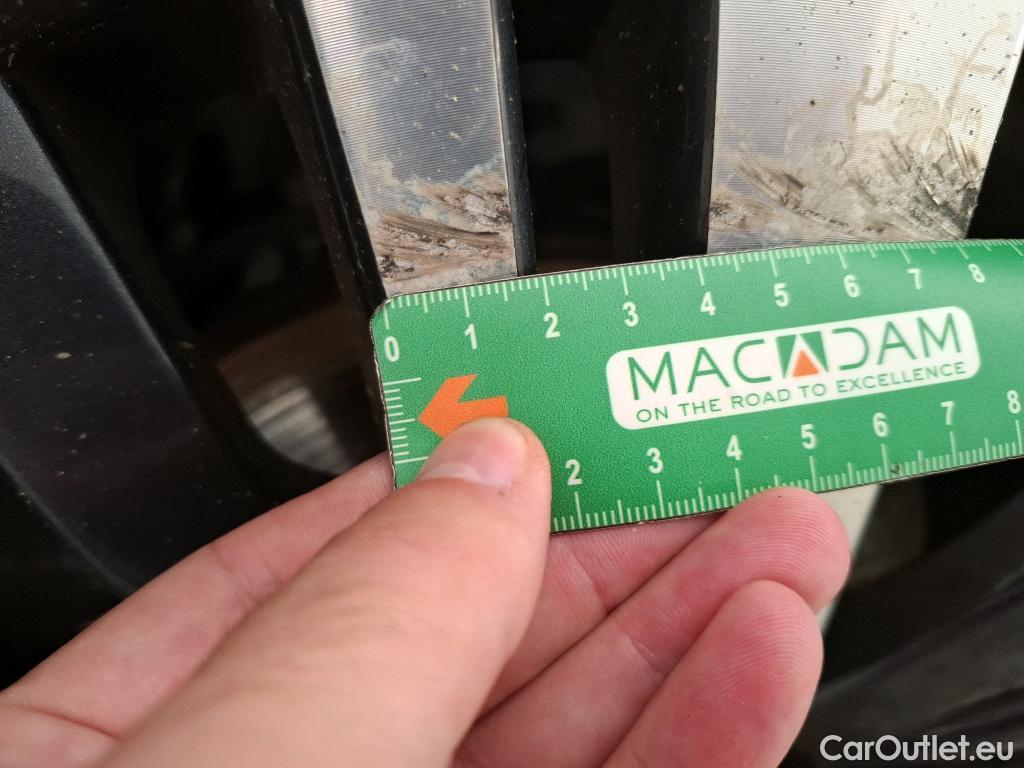 0 1 2 3 4 5 6 7 8
MACADAM
ON THE ROAD TO EXCELLENCE
2 3 4 5 6 7 8
CarOutlet.eu